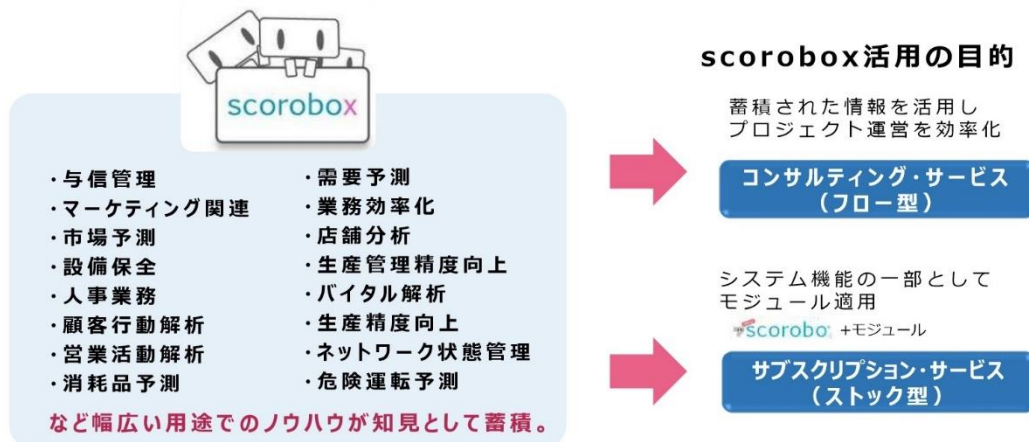 scorobox
・与信管理
・マーケティング関連
・市場予測
・設備保全
・人事業務
・顧客行動解析
・営業活動解析
・消耗品予測
・需要予測
・業務効率化
・店舗分析
・生産管理精度向上
・バイタル解析
・生産精度向上
・ネットワーク状態管理
・危険運転予測
など幅広い用途でのノウハウが知見として蓄積。
scorobox活用の目的
蓄積された情報を活用し
プロジェクト運営を効率化
コンサルティング・サービス
（フロー型）
システム機能の一部として
モジュール適用
scorobo +モジュール
サブスクリプション・サービス
（ストック型）